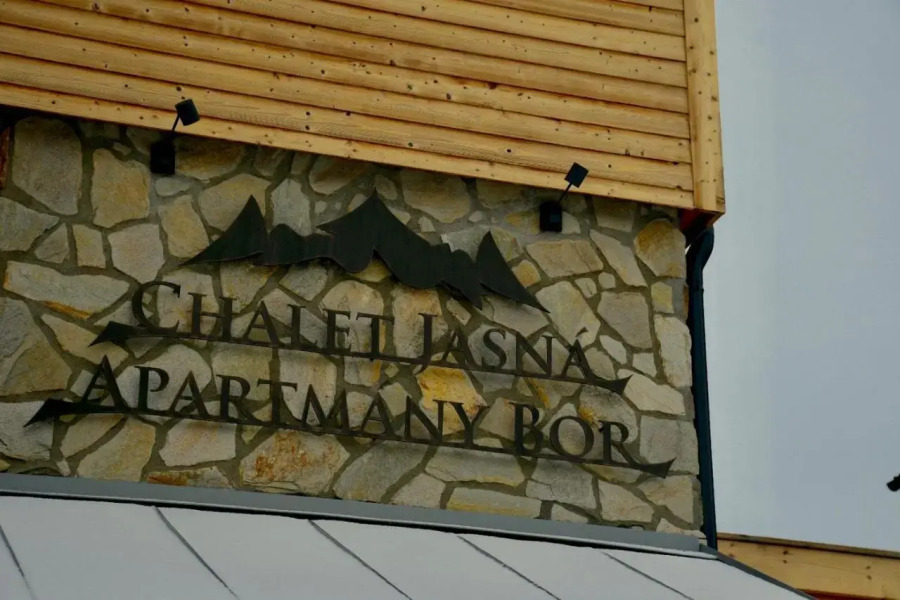 CHALET JASNÁ
APARTMÁNY BOR